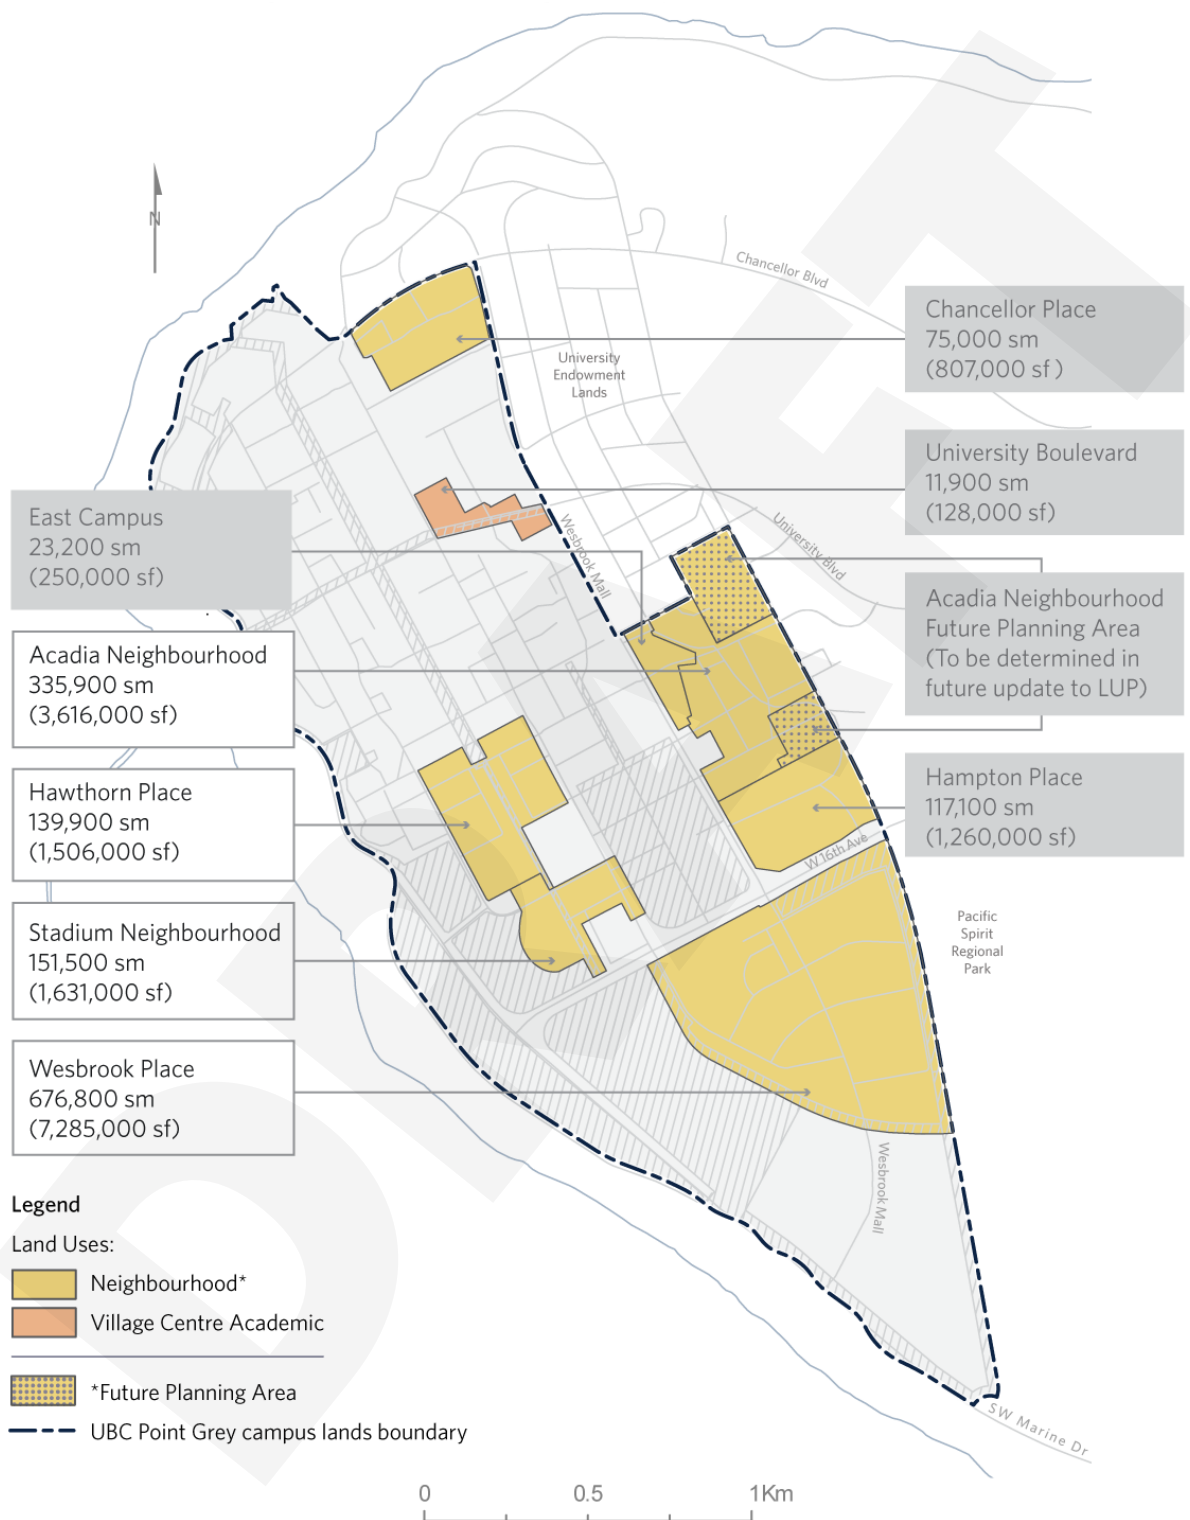 N
Chancellor Blvd
Chancellor Place
75,000 sm
(807,000 sf )
University
Endowment
Lands
University Boulevard
11,900 sm
(128,000 sf)
East Campus
23,200 sm
(250,000 sf)
Wesbrook Mall
University Blvd
Acadia Neighbourhood
Future Planning Area
(To be determined in
future update to LUP)
Acadia Neighbourhood
335,900 sm
(3,616,000 sf)
Hawthorn Place
139,900 sm
(1,506,000 sf)
Hampton Place
117,100 sm
(1,260,000 sf)
W 16th Ave
Stadium Neighbourhood
151,500 sm
(1,631,000 sf)
Pacific
Spirit
Regional
Park
Wesbrook Place
676,800 sm
(7,285,000 sf)
Wesbrook Mall
Legend
Land Uses:
Neighbourhood*
Village Centre Academic
*Future Planning Area
UBC Point Grey campus lands boundary
SW Marine Dr
0 0.5 1Km
DRAFT